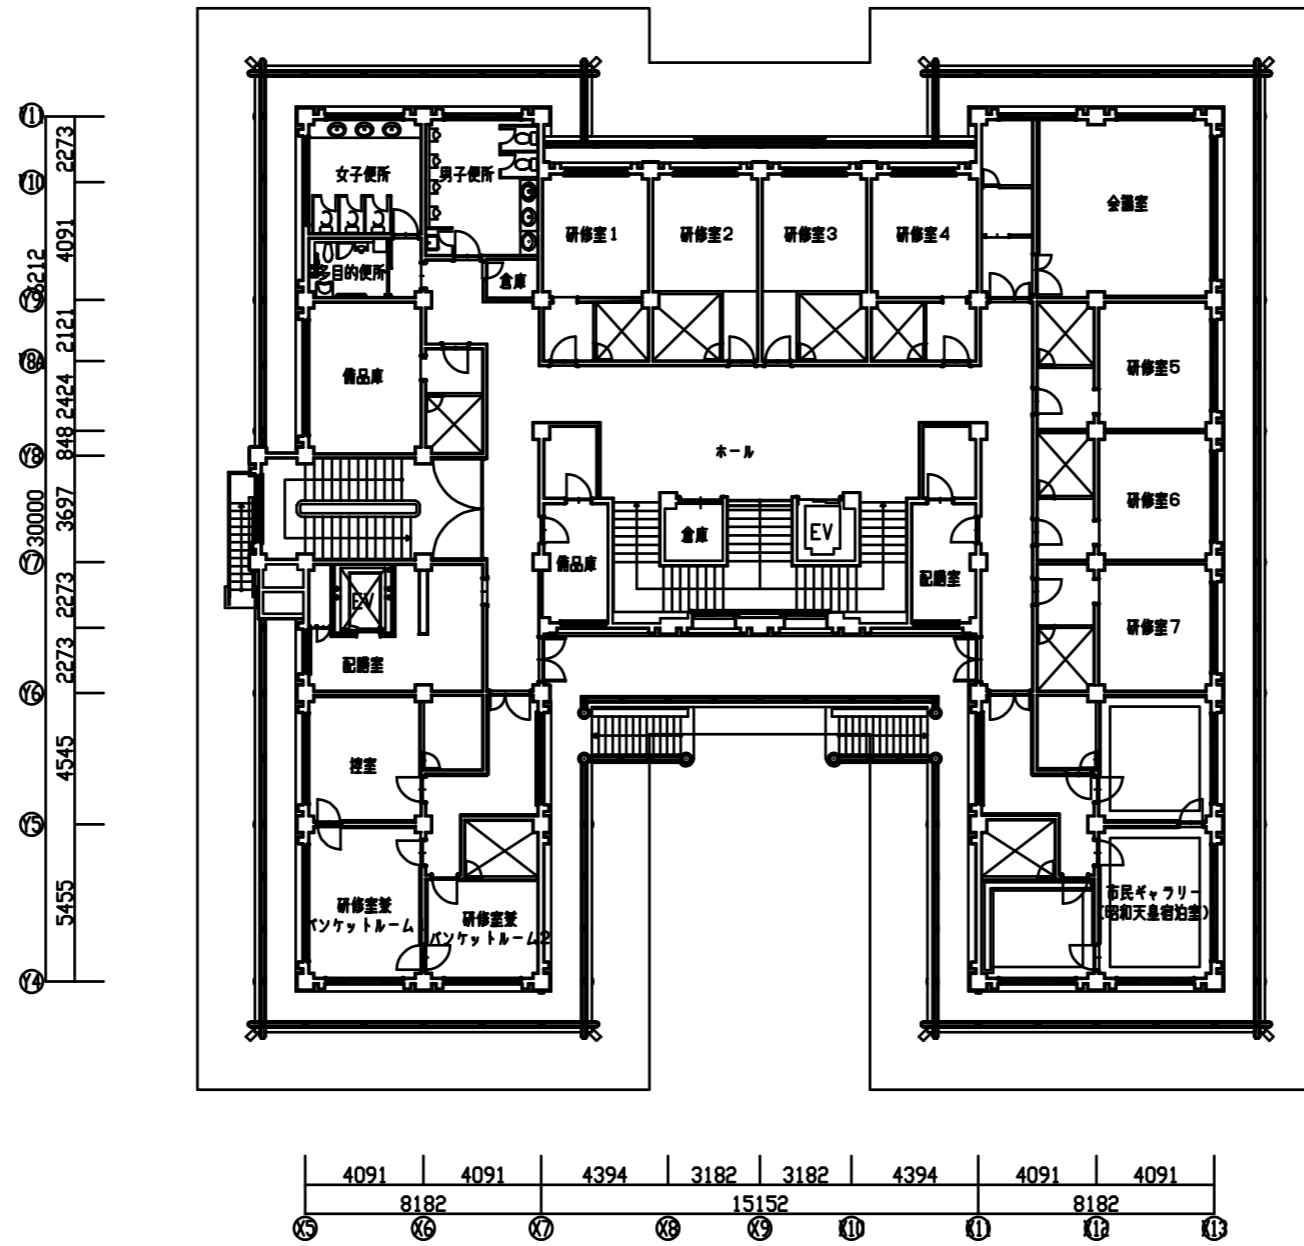 Y11
2273
Y10
4091
6212
Y9
2121
Y8A
2424
848
Y8
3697
30000
Y7
2273
2273
Y6
4545
Y5
5455
Y4
女子便所
男子便所
多目的便所
倉庫
備品庫
研修室1
研修室2
研修室3
研修室4
会議室
研修室5
研修室6
研修室7
ホール
倉庫
EV
備品庫
配膳室
EV
配膳室
控室
研修室兼
バンケットルーム
研修室兼
バンケットルーム2
市民ギャラリー
(昭和天皇宿泊室)
4091
4091
4394
3182
3182
4394
4091
4091
8182
15152
8182
X5
X6
X7
X8
X9
X10
X11
X12
X13